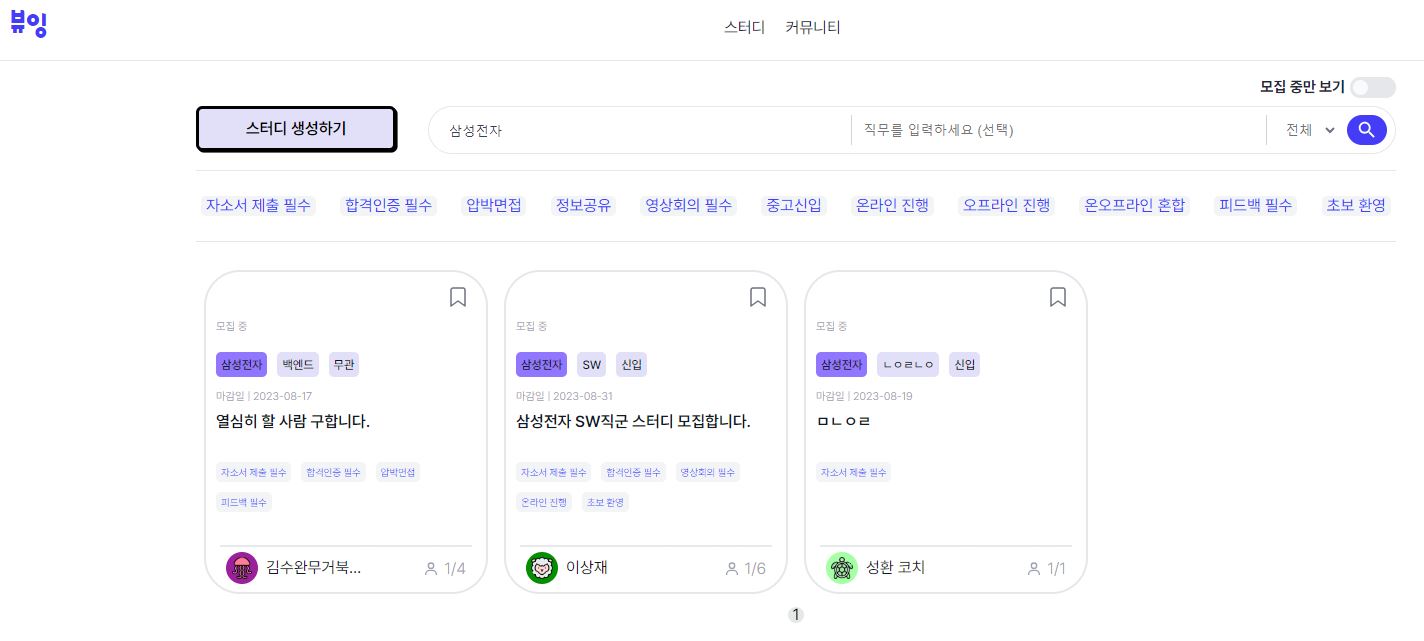 뷰잉
스터디 커뮤니티
모집 중만 보기
스터디 생성하기 삼성전자 직무를 입력하세요 (선택) 전체
자소서 제출 필수 합격인증 필수 압박면접 정보공유 영상회의 필수 중고신입 온라인 진행 오프라인 진행 온오프라인 혼합 피드백 필수 초보 환영
모집 중
삼성전자 백엔드 무관
마감일 | 2023-08-17
열심히 할 사람 구합니다.
자소서 제출 필수 합격인증 필수 압박면접
피드백 필수
김수완무거북... 1/4
모집 중
삼성전자 SW 신입
마감일 | 2023-08-31
삼성전자 SW직군 스터디 모집합니다.
자소서 제출 필수 합격인증 필수 영상회의 필수
온라인 진행 초보 환영
이상재 1/6
모집 중
삼성전자 ㄴㅇㄹㄴㅇ 신입
마감일 | 2023-08-19
ㅁㄴㅇㄹ
자소서 제출 필수
성환 코치 1/1
1